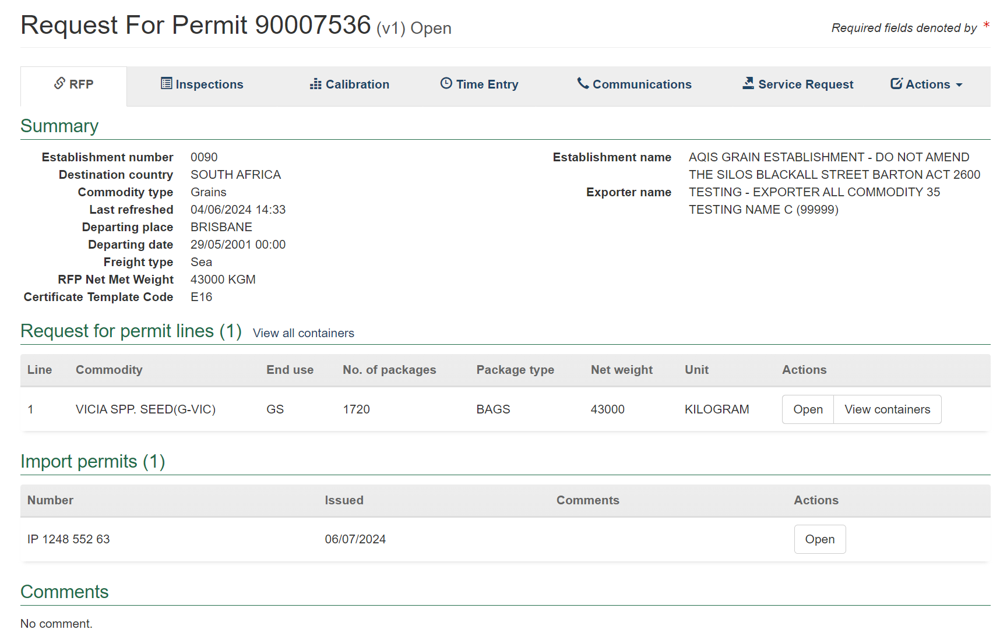 Request For Permit 90007536 (v1) Open
Required fields denoted by *
RFP Inspections Calibration Time Entry Communications Service Request Actions
Summary
Establishment number 0090
Destination country SOUTH AFRICA
Commodity type Grains
Last refreshed 04/06/2024 14:33
Departing place BRISBANE
Departing date 29/05/2001 00:00
Freight type Sea
RFP Net Met Weight 43000 KGM
Certificate Template Code E16
Establishment name AQIS GRAIN ESTABLISHMENT - DO NOT AMEND
THE SILOS BLACKALL STREET BARTON ACT 2600
Exporter name TESTING - EXPORTER ALL COMMODITY 35
TESTING NAME C (99999)
Request for permit lines (1) View all containers
Line Commodity End use No. of packages Package type Net weight Unit Actions
1 VICIA SPP. SEED(G-VIC) GS 1720 BAGS 43000 KILOGRAM Open View containers
Import permits (1)
Number Issued Comments Actions
IP 1248 552 63 06/07/2024 Open
Comments
No comment.